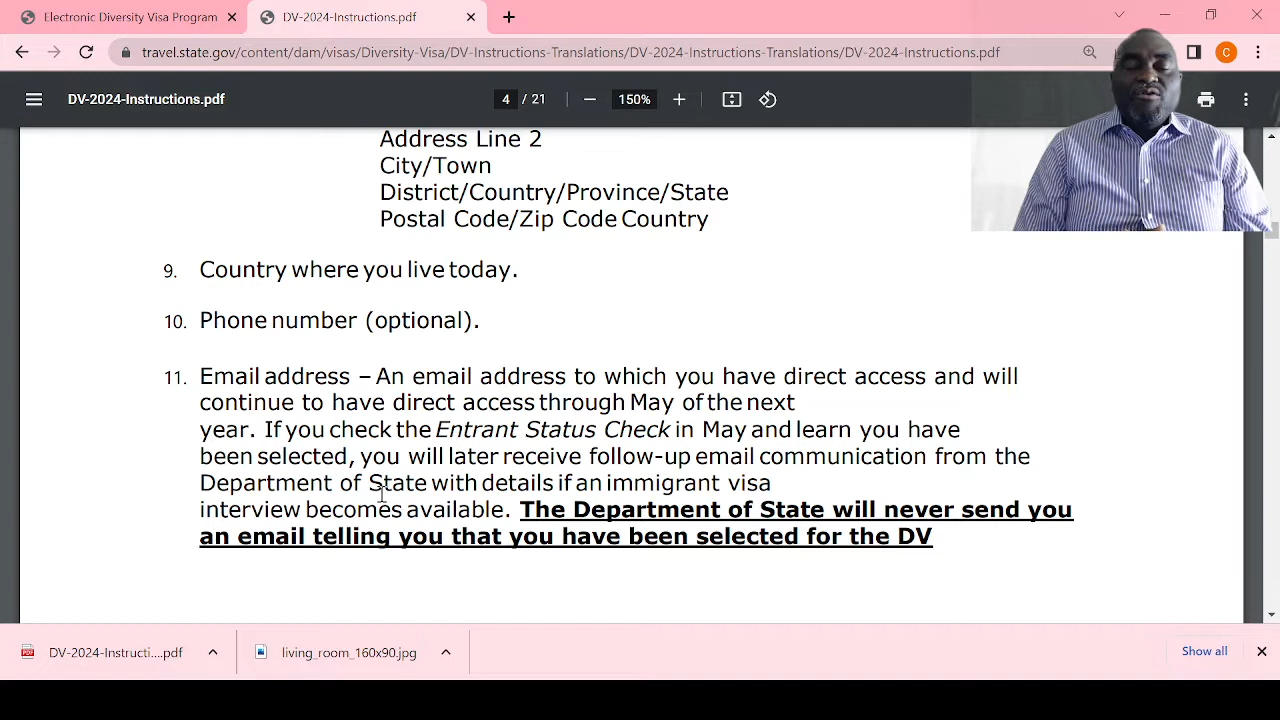 Electronic Diversity Visa Program
DV-2024-Instructions.pdf
travel.state.gov/content/dam/visas/Diversity-Visa/DV-Instructions-Translations/DV-2024-Instructions-Translations/DV-2024-Instructions.pdf
C
DV-2024-Instructions.pdf
4 / 21
150%
Address Line 2
City/Town
District/Country/Province/State
Postal Code/Zip Code Country
9. Country where you live today.
10. Phone number (optional).
11. Email address – An email address to which you have direct access and will
continue to have direct access through May of the next
year. If you check the Entrant Status Check in May and learn you have
been selected, you will later receive follow-up email communication from the
Department of State with details if an immigrant visa
interview becomes available. The Department of State will never send you
an email telling you that you have been selected for the DV
PDF
DV-2024-Instructi....pdf
living_room_160x90.jpg
Show all